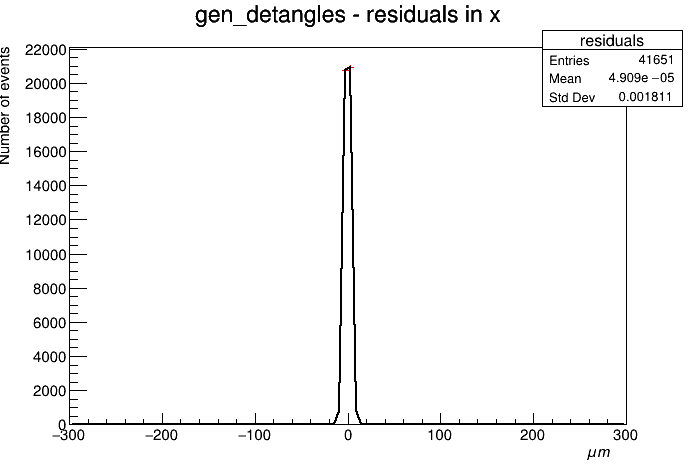 gen_detangles - residuals in x
residuals
Entries 41651
Mean 4.909e−05
Std Dev 0.001811
Number of events
22000
20000
18000
16000
14000
12000
10000
8000
6000
4000
2000
0
−300 −200 −100 0 100 200 300
μm